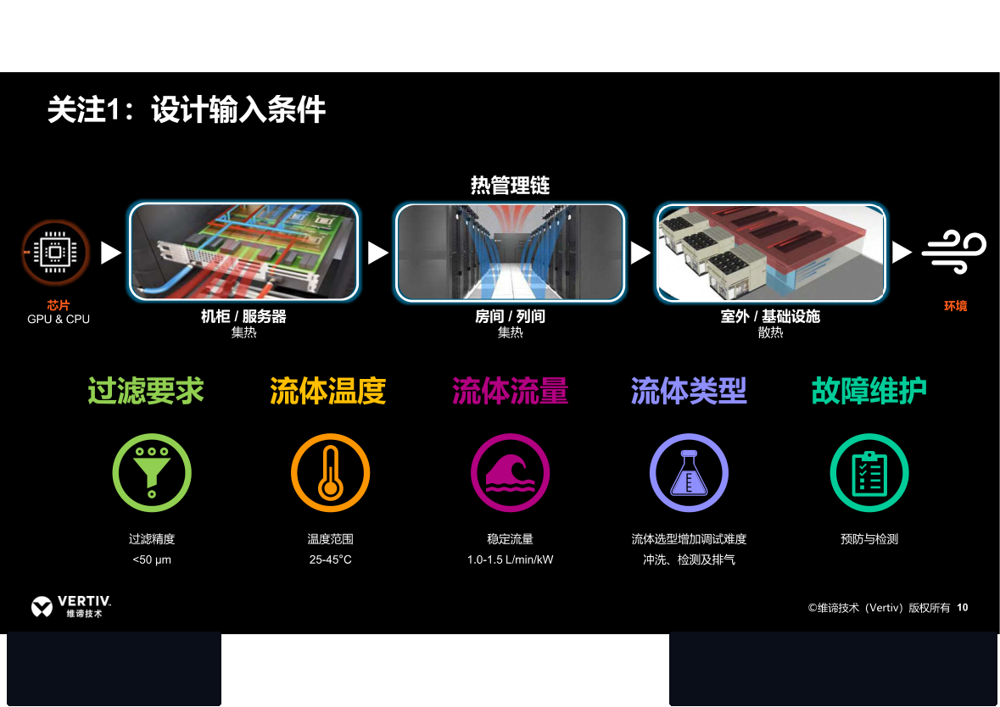 关注1：设计输入条件
热管理链
芯片
GPU & CPU
机柜 / 服务器
集热
房间 / 列间
集热
室外 / 基础设施
散热
环境
过滤要求
流体温度
流体流量
流体类型
故障维护
过滤精度
<50 μm
温度范围
25-45°C
稳定流量
1.0-1.5 L/min/kW
流体选型增加调试难度
冲洗、检测及排气
预防与检测
VERTIV™
维谛技术
©维谛技术（Vertiv）版权所有 10